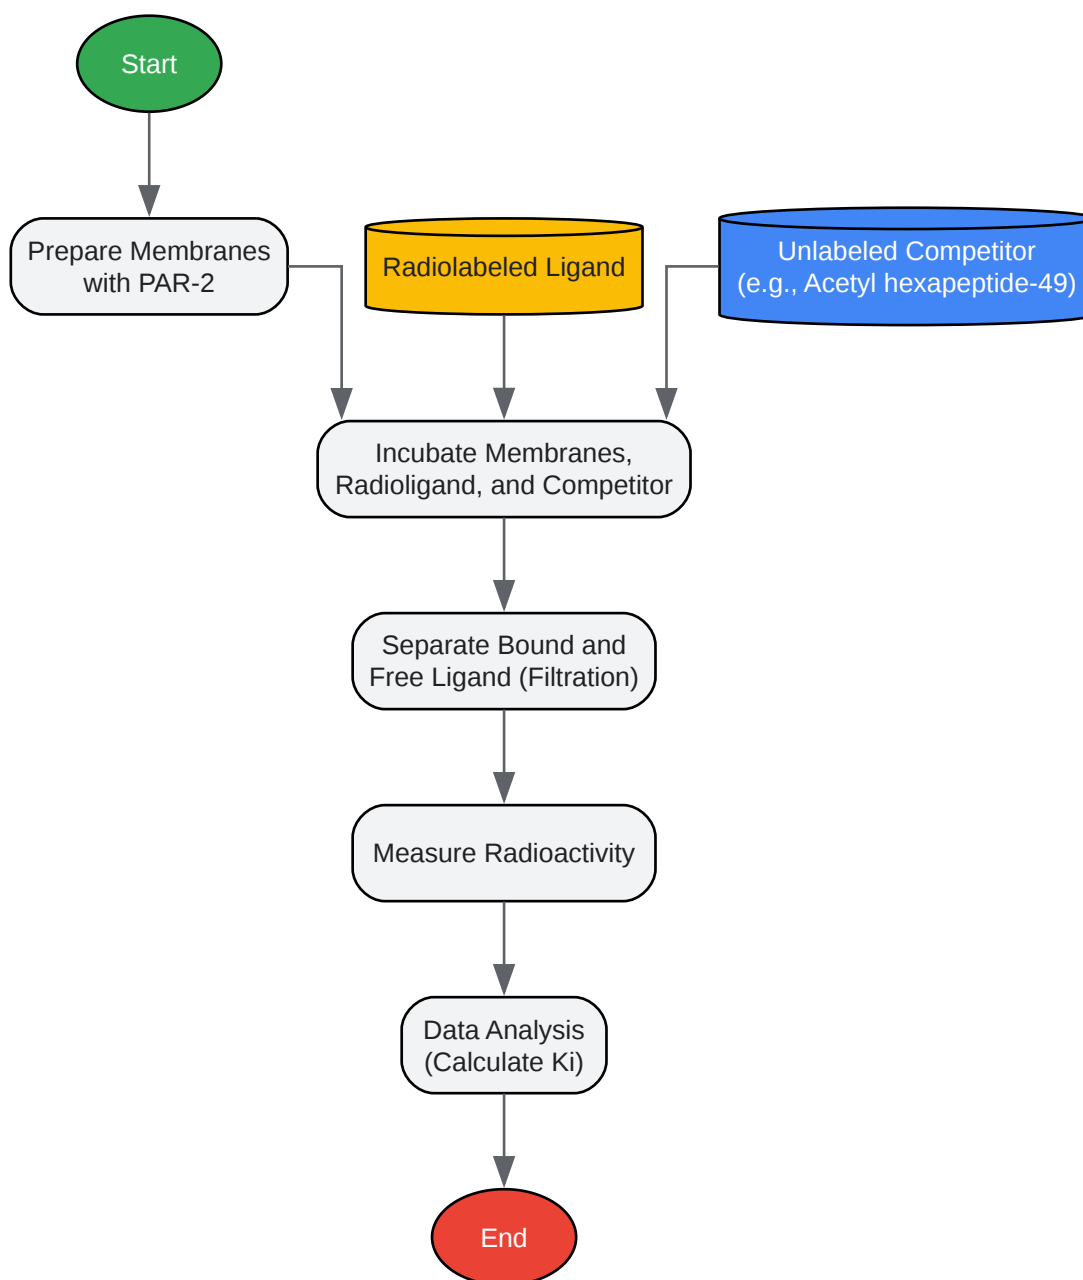 Start
Prepare Membranes
with PAR-2
Radiolabeled Ligand
Unlabeled Competitor
(e.g., Acetyl hexapeptide-49)
Incubate Membranes,
Radioligand, and Competitor
Separate Bound and
Free Ligand (Filtration)
Measure Radioactivity
Data Analysis
(Calculate Ki)
End